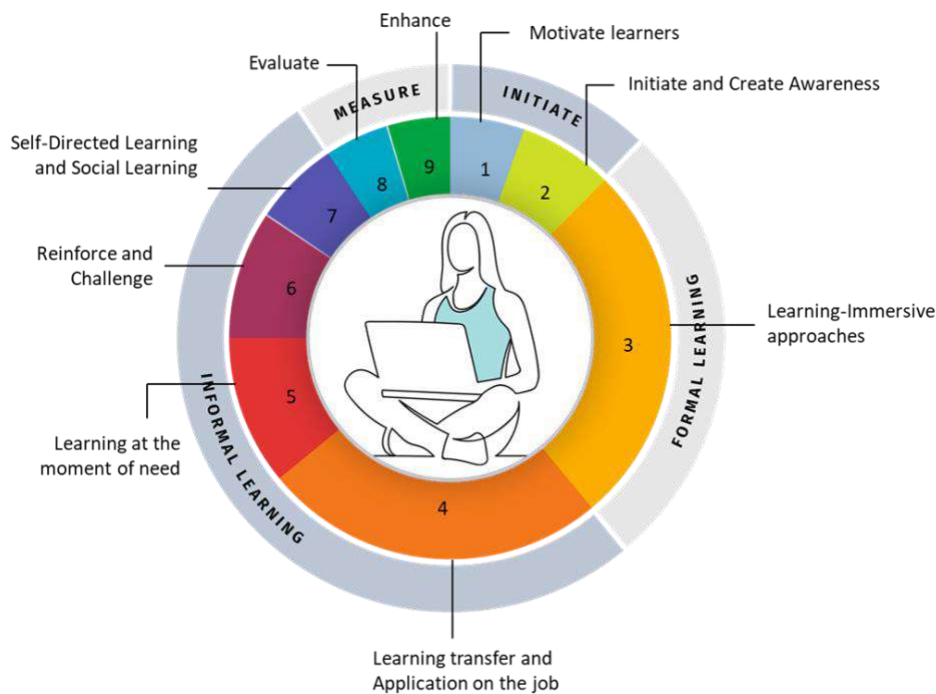 Enhance
Motivate learners
Evaluate
Initiate and Create Awareness
MEASURE
INITIATE
Self-Directed Learning
and Social Learning
9
1
8
2
7
Reinforce and
Challenge
6
Learning-Immersive
approaches
3
FORMAL LEARNING
5
INFORMAL LEARNING
Learning at the
moment of need
4
Learning transfer and
Application on the job